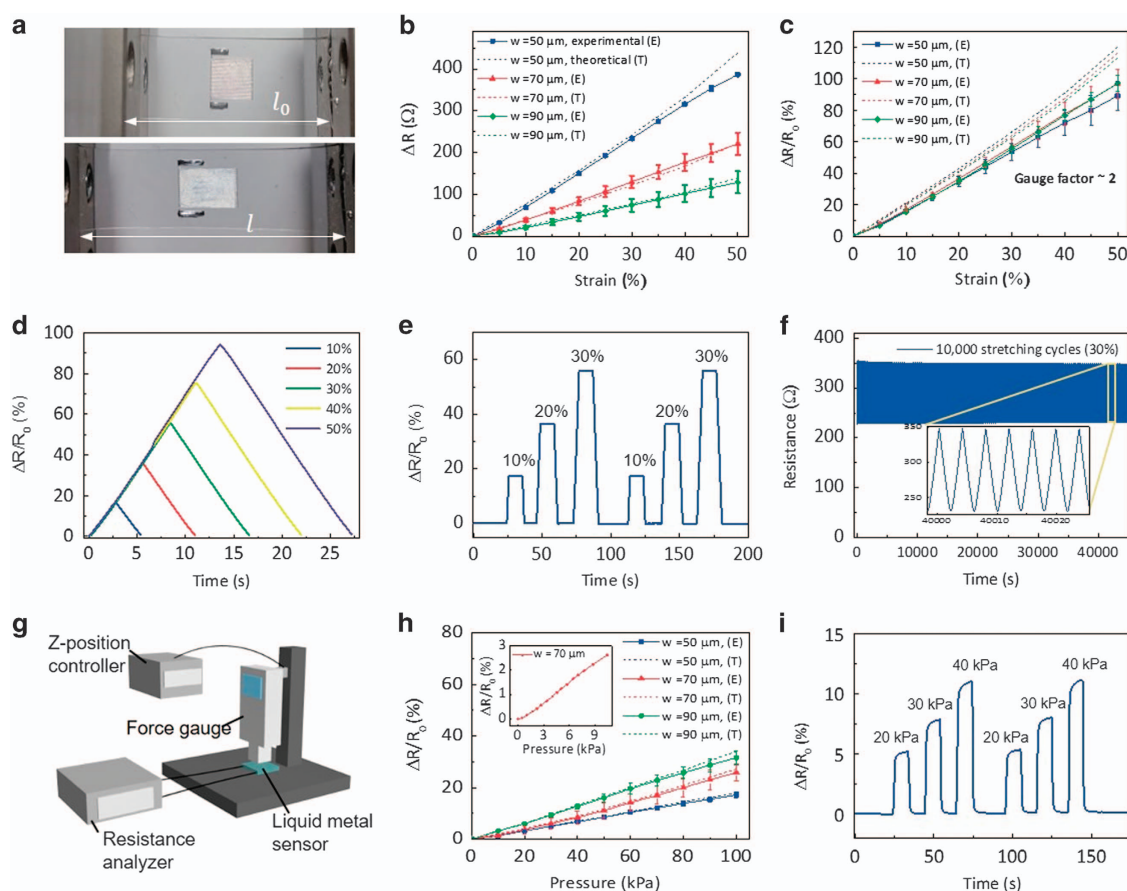 a
l₀
l
b
w =50 µm, experimental (E)
w =50 µm, theoretical (T)
w =70 µm, (E)
w =70 µm, (T)
w =90 µm, (E)
w =90 µm, (T)
ΔR (Ω)
400
300
200
100
0
0 10 20 30 40 50
Strain (%)
c
w =50 µm, (E)
w =50 µm, (T)
w =70 µm, (E)
w =70 µm, (T)
w =90 µm, (E)
w =90 µm, (T)
Gauge factor ~ 2
ΔR/R₀ (%)
120
100
80
60
40
20
0
0 10 20 30 40 50
Strain (%)
d
ΔR/R₀ (%)
100
80
60
40
20
0
10%
20%
30%
40%
50%
0 5 10 15 20 25
Time (s)
e
ΔR/R₀ (%)
60
40
20
0
10%
20%
30%
10%
20%
30%
0 50 100 150 200
Time (s)
f
10,000 stretching cycles (30%)
Resistance (Ω)
400
350
300
250
200
150
100
350
300
250
40000 40010 40020
0 10000 20000 30000 40000
Time (s)
g
Z-position
controller
Force gauge
Resistance
analyzer
Liquid metal
sensor
h
ΔR/R₀ (%)
80
60
40
20
0
w = 70 µm
ΔR/R₀ (%)
3
2
1
0
0 3 6 9
Pressure (kPa)
w =50 µm, (E)
w =50 µm, (T)
w =70 µm, (E)
w =70 µm, (T)
w =90 µm, (E)
w =90 µm, (T)
0 20 40 60 80 100
Pressure (kPa)
i
ΔR/R₀ (%)
15
10
5
0
20 kPa
30 kPa
40 kPa
20 kPa
30 kPa
40 kPa
0 50 100 150
Time (s)